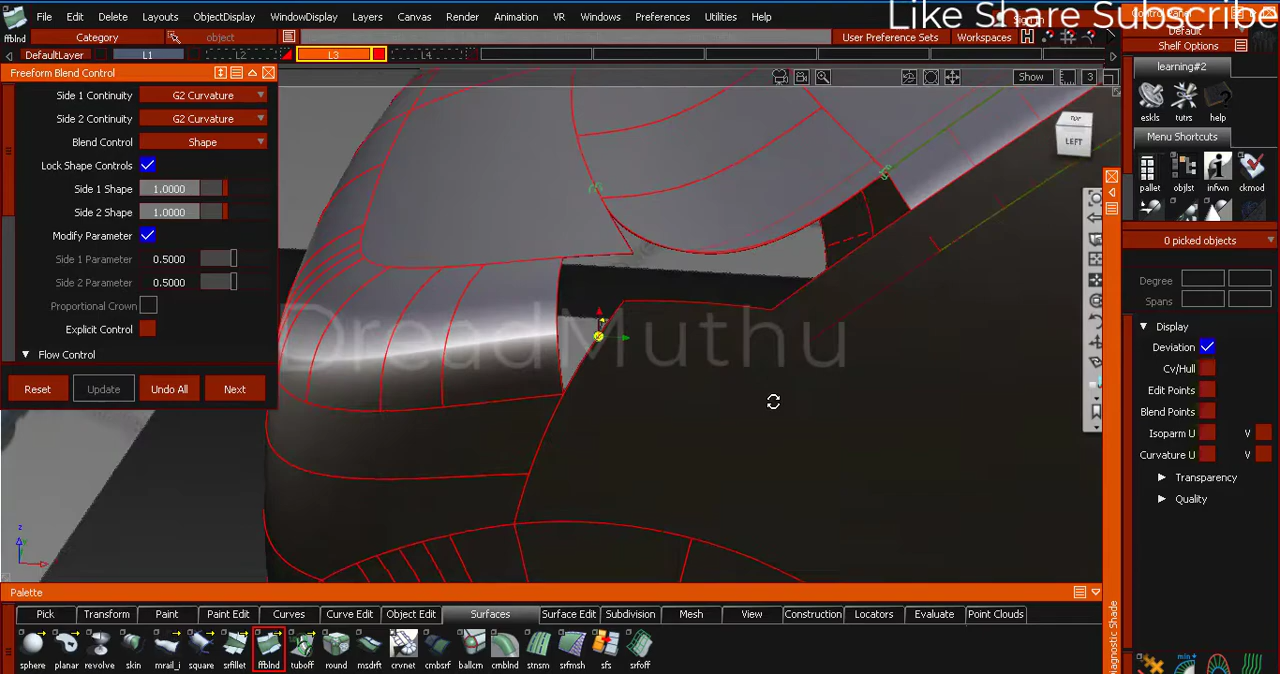 File Edit Delete Layouts ObjectDisplay WindowDisplay Layers Canvas Render Animation VR Windows Preferences Utilities Help
Like Share Subscribe
Control Panel
ffblnd Category object User Preference Sets Workspaces
Default
DefaultLayer L1 L2 L3 L4
Shelf Options
Freeform Blend Control
Side 1 Continuity G2 Curvature
Side 2 Continuity G2 Curvature
Blend Control Shape
Lock Shape Controls
Side 1 Shape 1.0000
Side 2 Shape 1.0000
Modify Parameter
Side 1 Parameter 0.5000
Side 2 Parameter 0.5000
Proportional Crown
Explicit Control
Flow Control
Reset Update Undo All Next
Show 3
TOP
LEFT
DreadMuthu
z
learning#2
eskls tutrs help
Menu Shortcuts
pallet objlst infwn ckmod
0 picked objects
Degree
Spans
Display
Deviation
Cv/Hull
Edit Points
Blend Points
Isoparm U V
Curvature U V
Transparency
Quality
Diagnostic Shade
Palette
Pick Transform Paint Paint Edit Curves Curve Edit Object Edit Surfaces Surface Edit Subdivision Mesh View Construction Locators Evaluate Point Clouds
sphere planar revolve skin mrail_i square srfillet ffblnd tuboff round msdrft crvnet cmbsrf ballcrn cmblnd stnsm srfmsh sfs srfoff